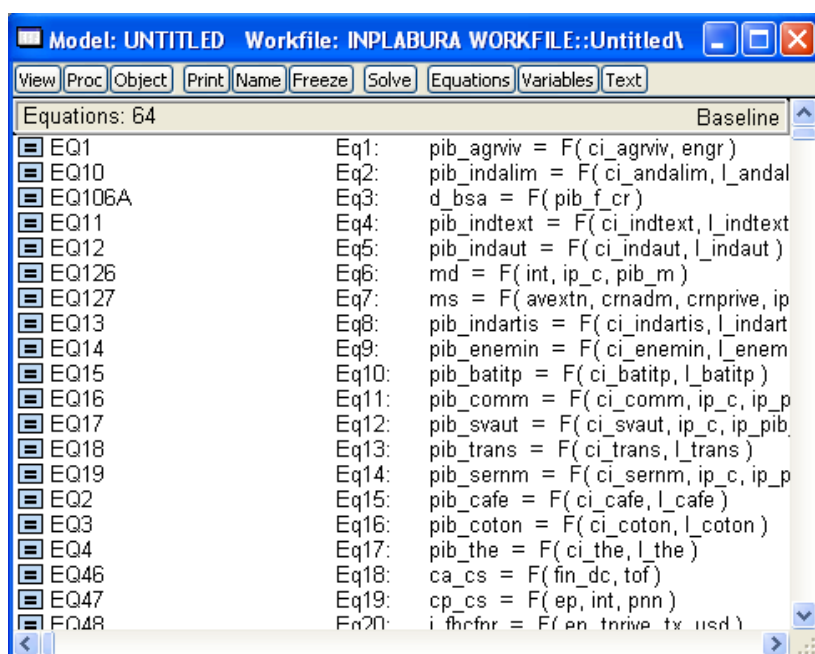 Model: UNTITLED Workfile: INPLABURA WORKFILE::Untitled\
View Proc Object Print Name Freeze Solve Equations Variables Text
Equations: 64 Baseline
EQ1 Eq1: pib_agrviv = F( ci_agrviv, engr )
EQ10 Eq2: pib_indalim = F( ci_andalim, l_andal
EQ106A Eq3: d_bsa = F( pib_f_cr )
EQ11 Eq4: pib_indtext = F( ci_indtext, l_indtext
EQ12 Eq5: pib_indaut = F( ci_indaut, l_indaut )
EQ126 Eq6: md = F( int, ip_c, pib_m )
EQ127 Eq7: ms = F( avextn, crnadm, crnprive, ip
EQ13 Eq8: pib_indartis = F( ci_indartis, l_indart
EQ14 Eq9: pib_enemin = F( ci_enemin, l_enem
EQ15 Eq10: pib_batitp = F( ci_batitp, l_batitp )
EQ16 Eq11: pib_comm = F( ci_comm, ip_c, ip_p
EQ17 Eq12: pib_svaut = F( ci_svaut, ip_c, ip_pib_
EQ18 Eq13: pib_trans = F( ci_trans, l_trans )
EQ19 Eq14: pib_sernm = F( ci_sernm, ip_c, ip_p
EQ2 Eq15: pib_cafe = F( ci_cafe, l_cafe )
EQ3 Eq16: pib_coton = F( ci_coton, l_coton )
EQ4 Eq17: pib_the = F( ci_the, l_the )
EQ46 Eq18: ca_cs = F( fin_dc, tof )
EQ47 Eq19: cp_cs = F( ep, int, pnn )
EQ48 Eq20: = F( tx_usd )